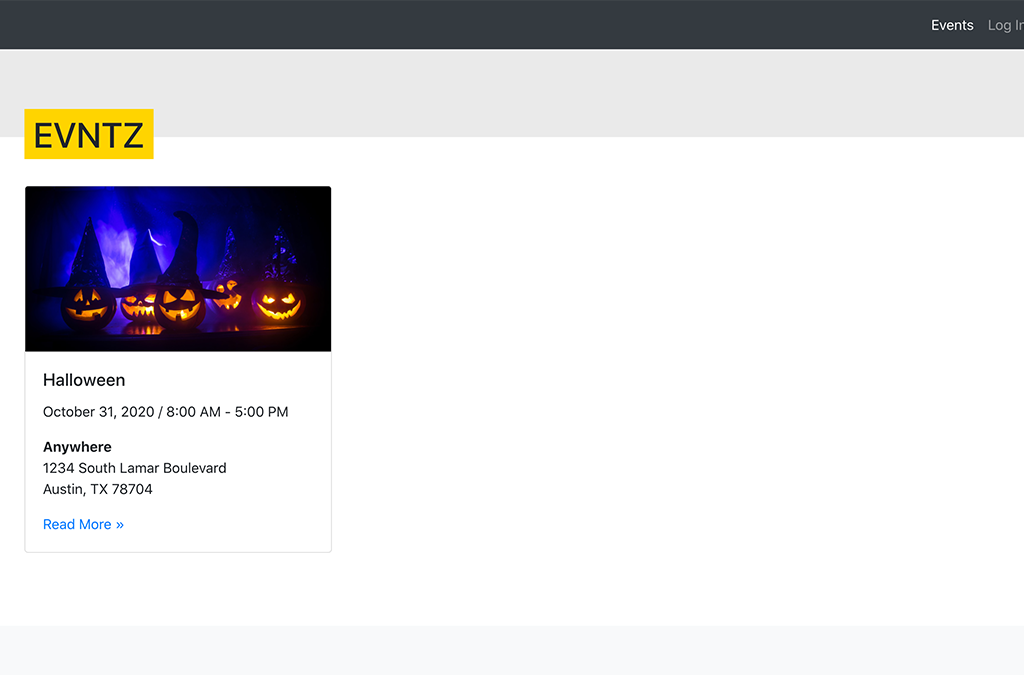 Events Log In
EVNTZ
Halloween
October 31, 2020 / 8:00 AM - 5:00 PM
Anywhere
1234 South Lamar Boulevard
Austin, TX 78704
Read More »